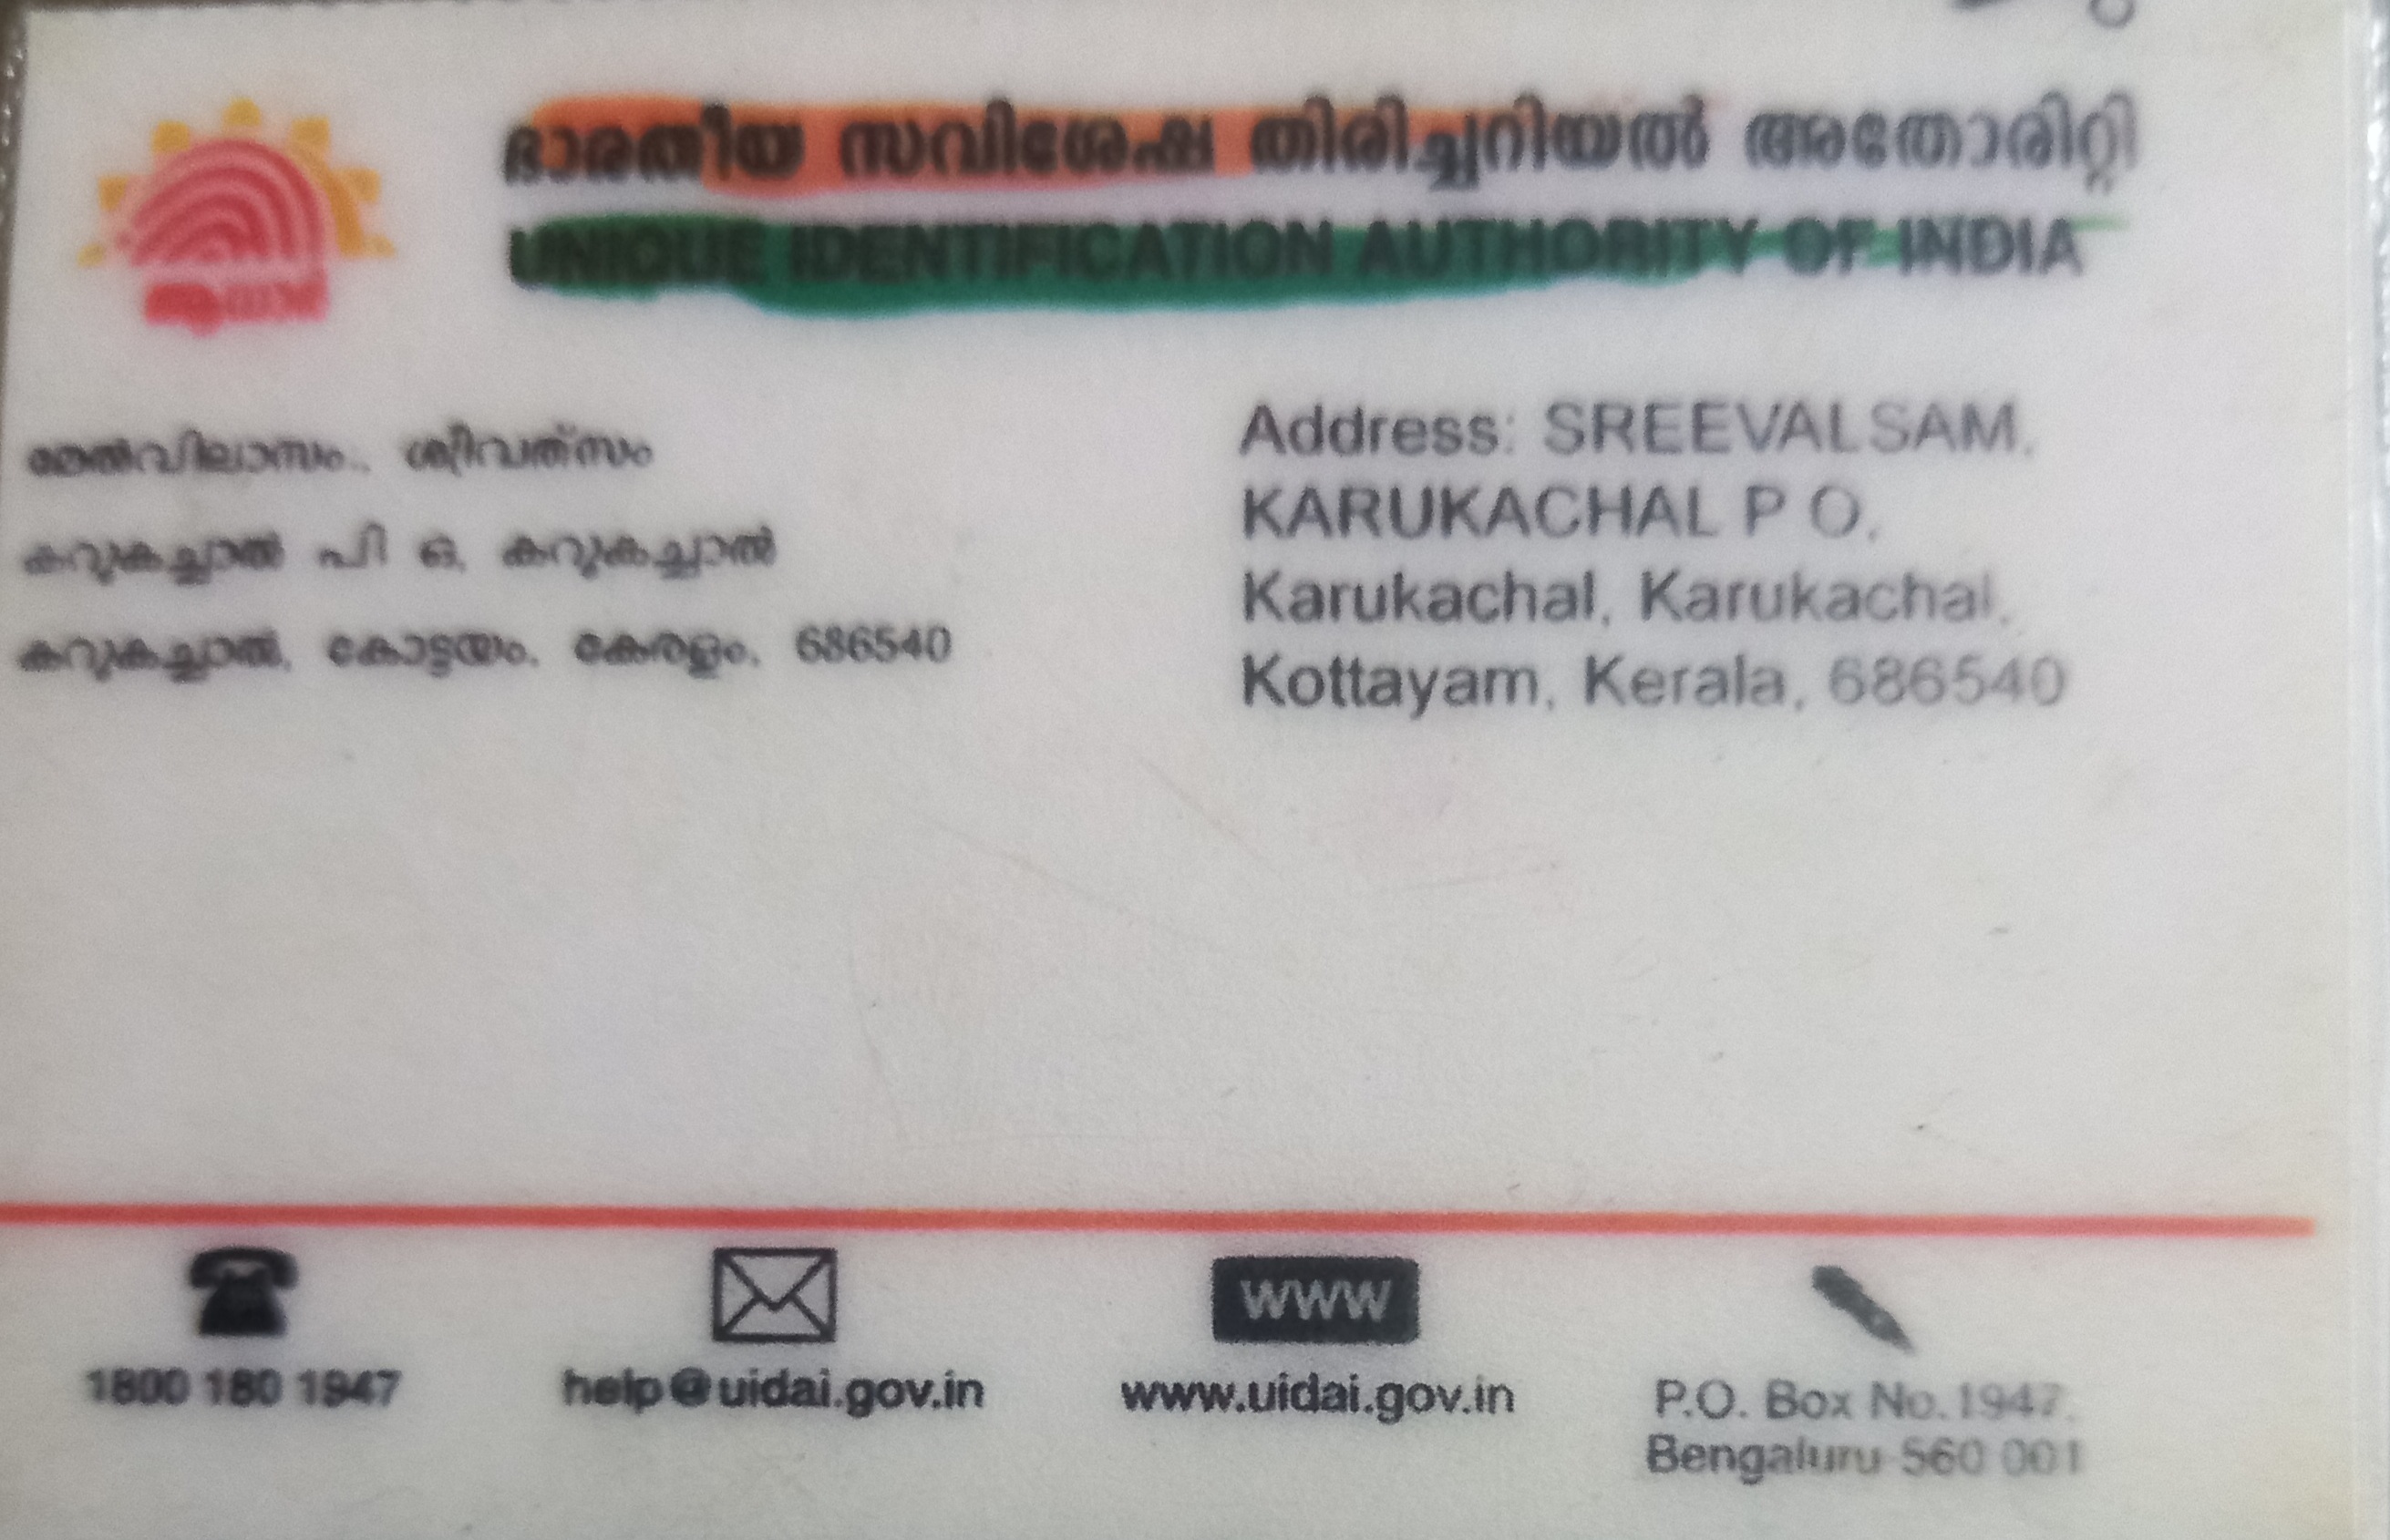 ഭാരതീയ സവിശേഷ തിരിച്ചറിയൽ അതോരിറ്റി
UNIQUE IDENTIFICATION AUTHORITY OF INDIA
മേൽവിലാസം., ശ്രീവത്സം
കറുകച്ചാൽ പി ഒ, കറുകച്ചാൽ
കറുകച്ചാൽ, കോട്ടയം, കേരളം, 686540
Address: SREEVALSAM,
KARUKACHAL P O,
Karukachal, Karukachal,
Kottayam, Kerala, 686540
1800 180 1947
help@uidai.gov.in
WWW
www.uidai.gov.in
P.O. Box No.1947,
Bengaluru-560 001